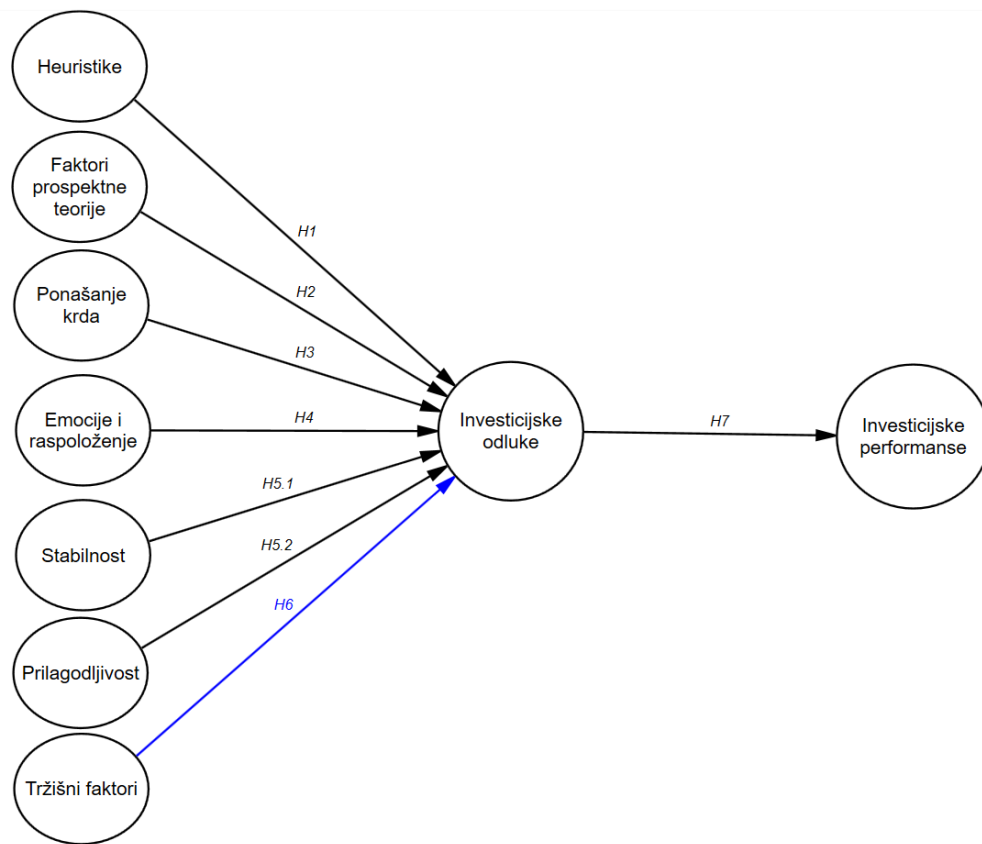 Heuristike
Faktori
prospektne
teorije
Ponašanje
krda
Emocije i
raspoloženje
Stabilnost
Prilagodljivost
Tržišni faktori
H1
H2
H3
H4
H5.1
H5.2
H6
Investicijske
odluke
H7
Investicijske
performanse